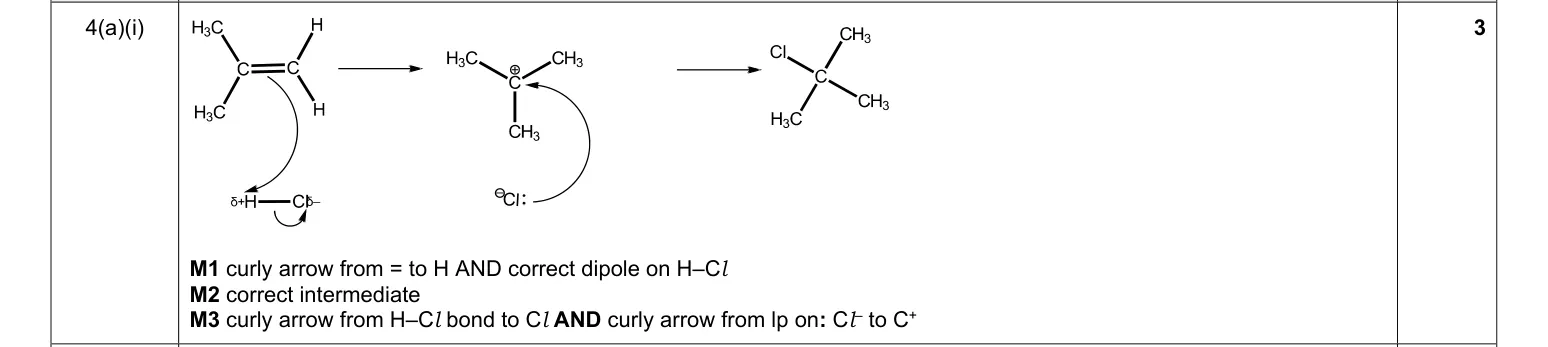 4(a)(i)
3
H₃C H
C C
H₃C H
δ+H Cl δ–
H₃C ⊕ CH₃
C
CH₃
⊖Cl:
Cl CH₃
C
H₃C CH₃
M1 curly arrow from = to H AND correct dipole on H–Cl
M2 correct intermediate
M3 curly arrow from H–Cl bond to Cl AND curly arrow from lp on: Cl⁻ to C⁺